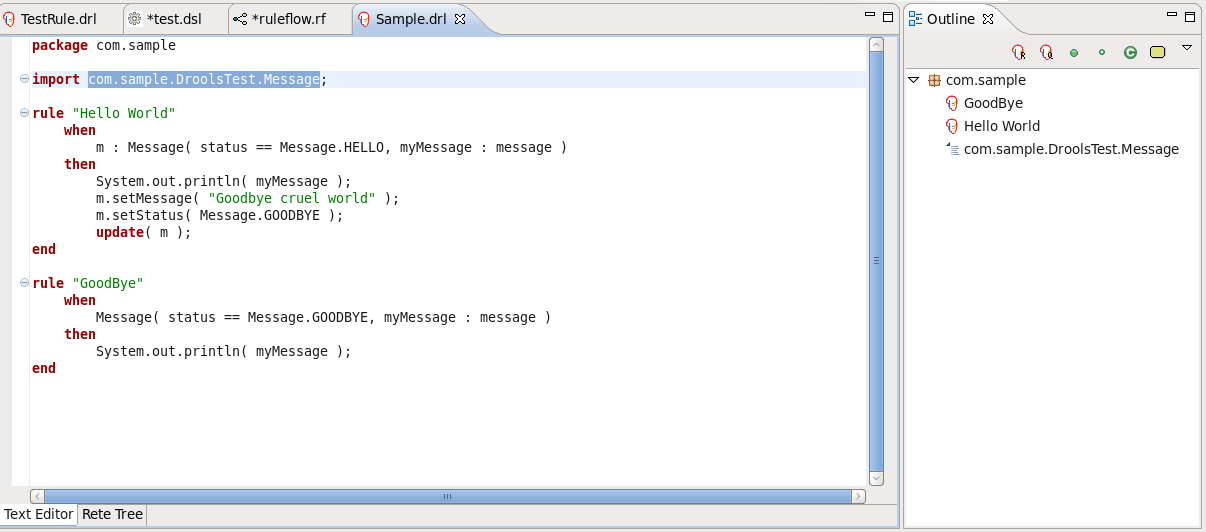 TestRule.drl
*test.dsl
*ruleflow.rf
Sample.drl
package com.sample
import com.sample.DroolsTest.Message;
rule "Hello World"
when
m : Message( status == Message.HELLO, myMessage : message )
then
System.out.println( myMessage );
m.setMessage( "Goodbye cruel world" );
m.setStatus( Message.GOODBYE );
update( m );
end
rule "GoodBye"
when
Message( status == Message.GOODBYE, myMessage : message )
then
System.out.println( myMessage );
end
Text Editor
Rete Tree
Outline
R
Q
C
com.sample
GoodBye
Hello World
com.sample.DroolsTest.Message